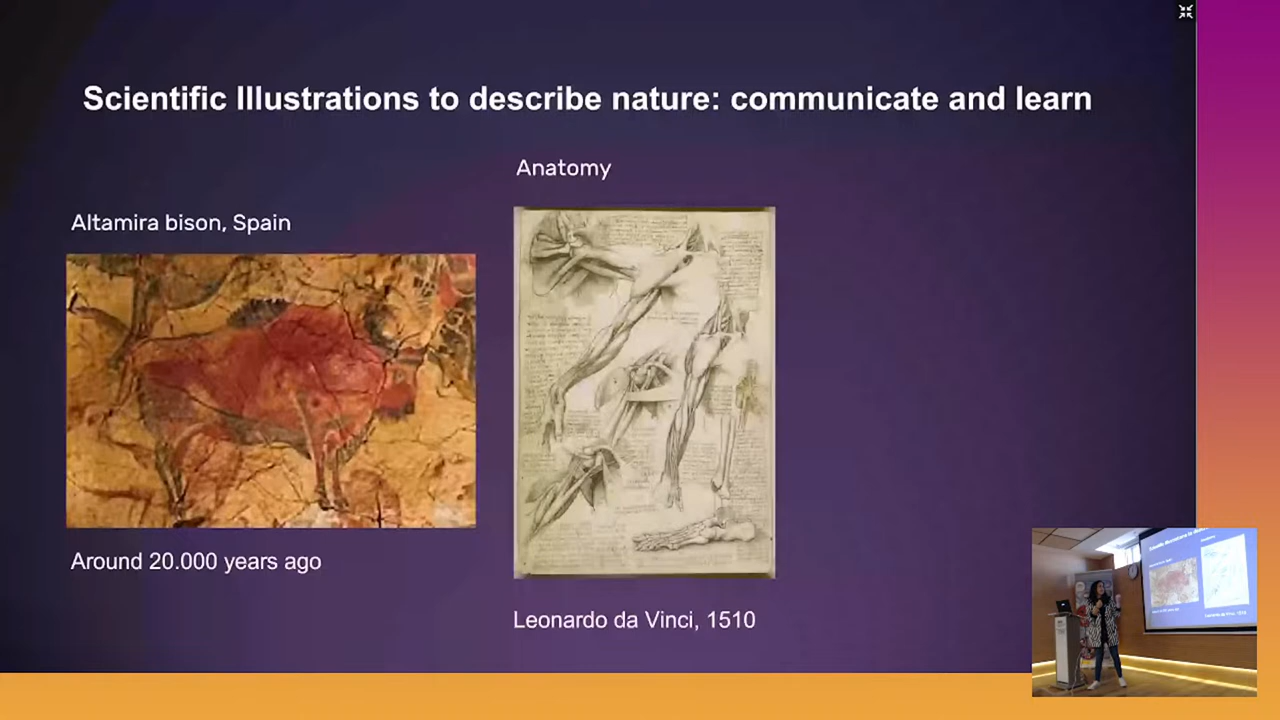 Scientific Illustrations to describe nature: communicate and learn
Anatomy
Altamira bison, Spain
Around 20.000 years ago
Leonardo da Vinci, 1510